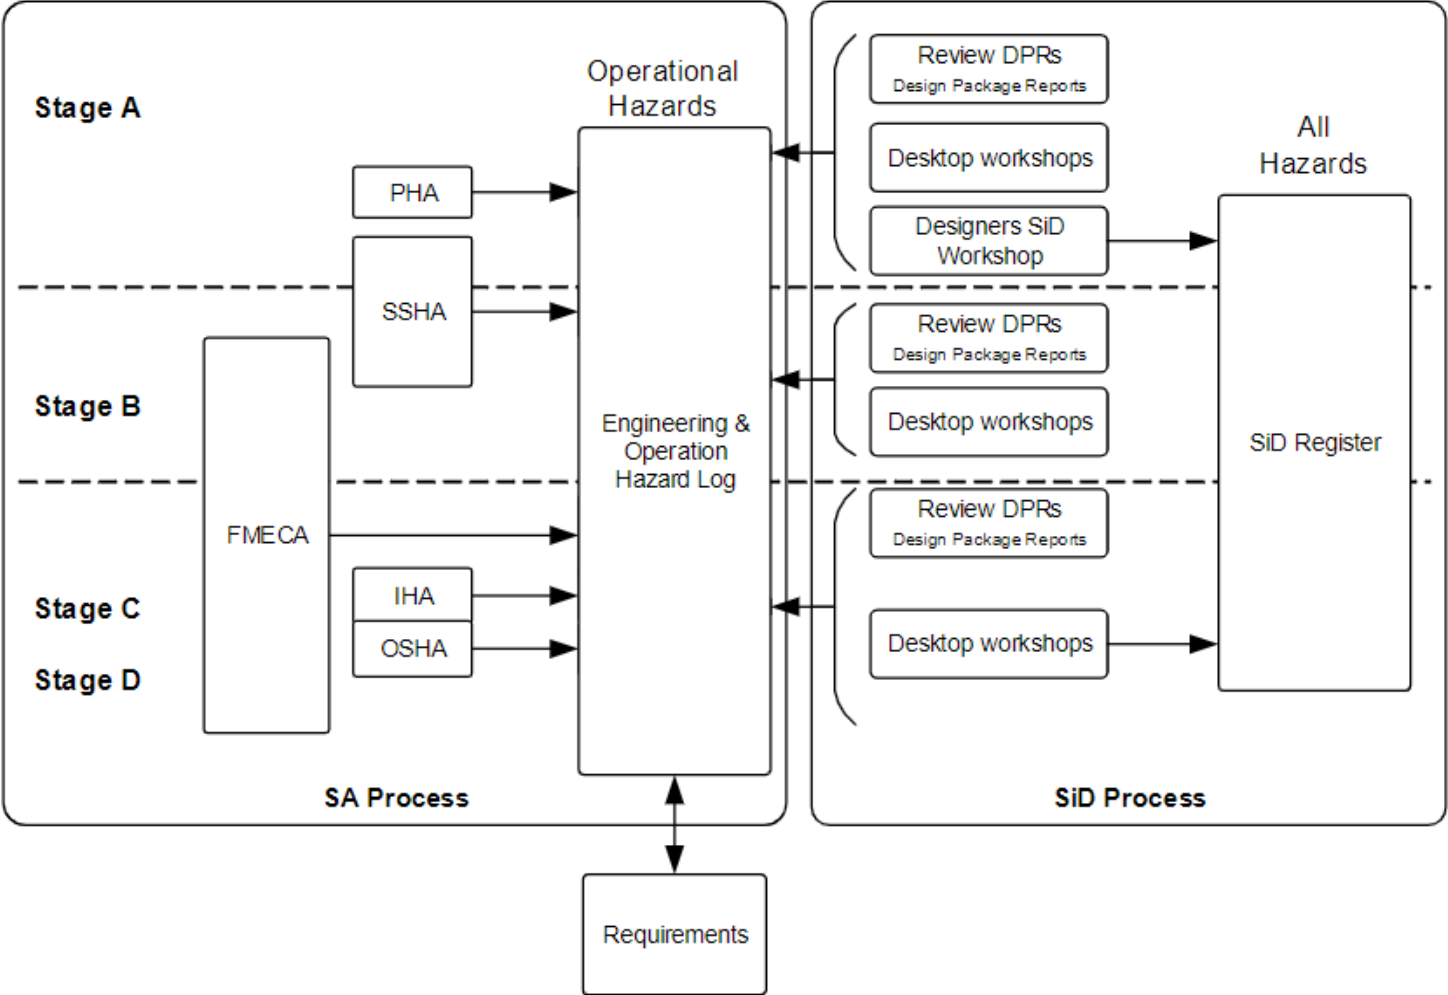 Stage A
Operational
Hazards
PHA
SSHA
Stage B
FMECA
Engineering &
Operation
Hazard Log
Stage C
IHA
OSHA
Stage D
SA Process
Requirements
Review DPRs
Design Package Reports
Desktop workshops
Designers SiD
Workshop
All
Hazards
Review DPRs
Design Package Reports
Desktop workshops
SiD Register
Review DPRs
Design Package Reports
Desktop workshops
SiD Process